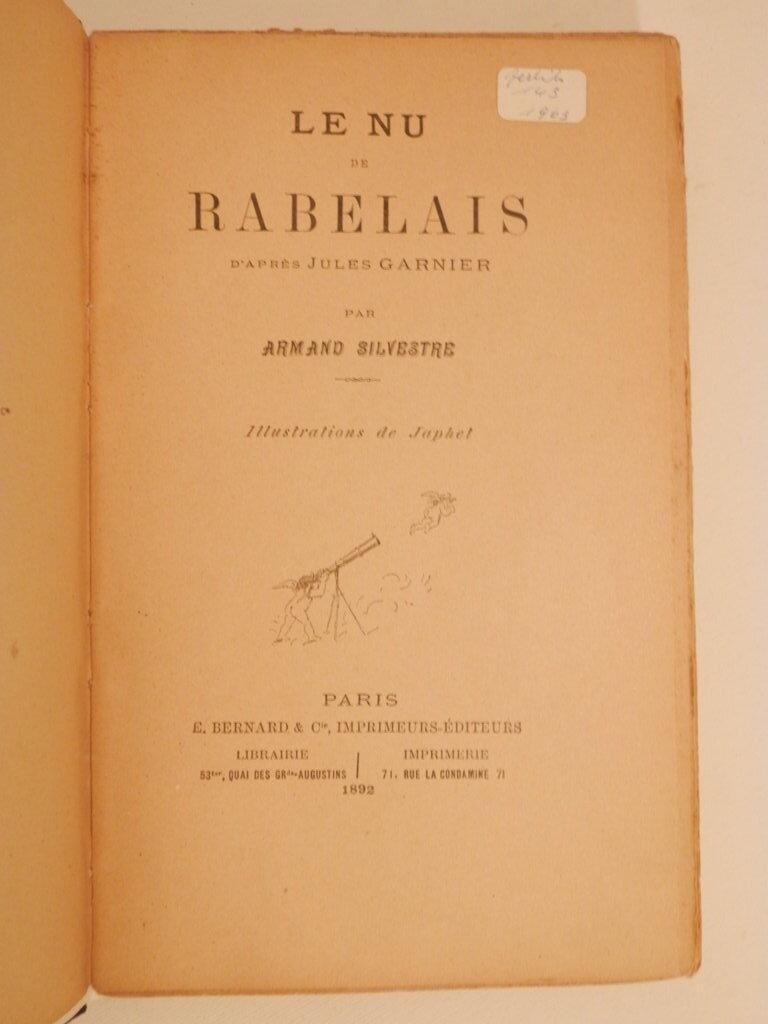 LE NU
DE
RABELAIS
D'APRÈS JULES GARNIER
PAR
ARMAND SILVESTRE
Illustrations de Japhet
PARIS
E. BERNARD & Cie, IMPRIMEURS-ÉDITEURS
LIBRAIRIE
53ter, QUAI DES GRds-AUGUSTINS
IMPRIMERIE
71, RUE LA CONDAMINE 71
1892